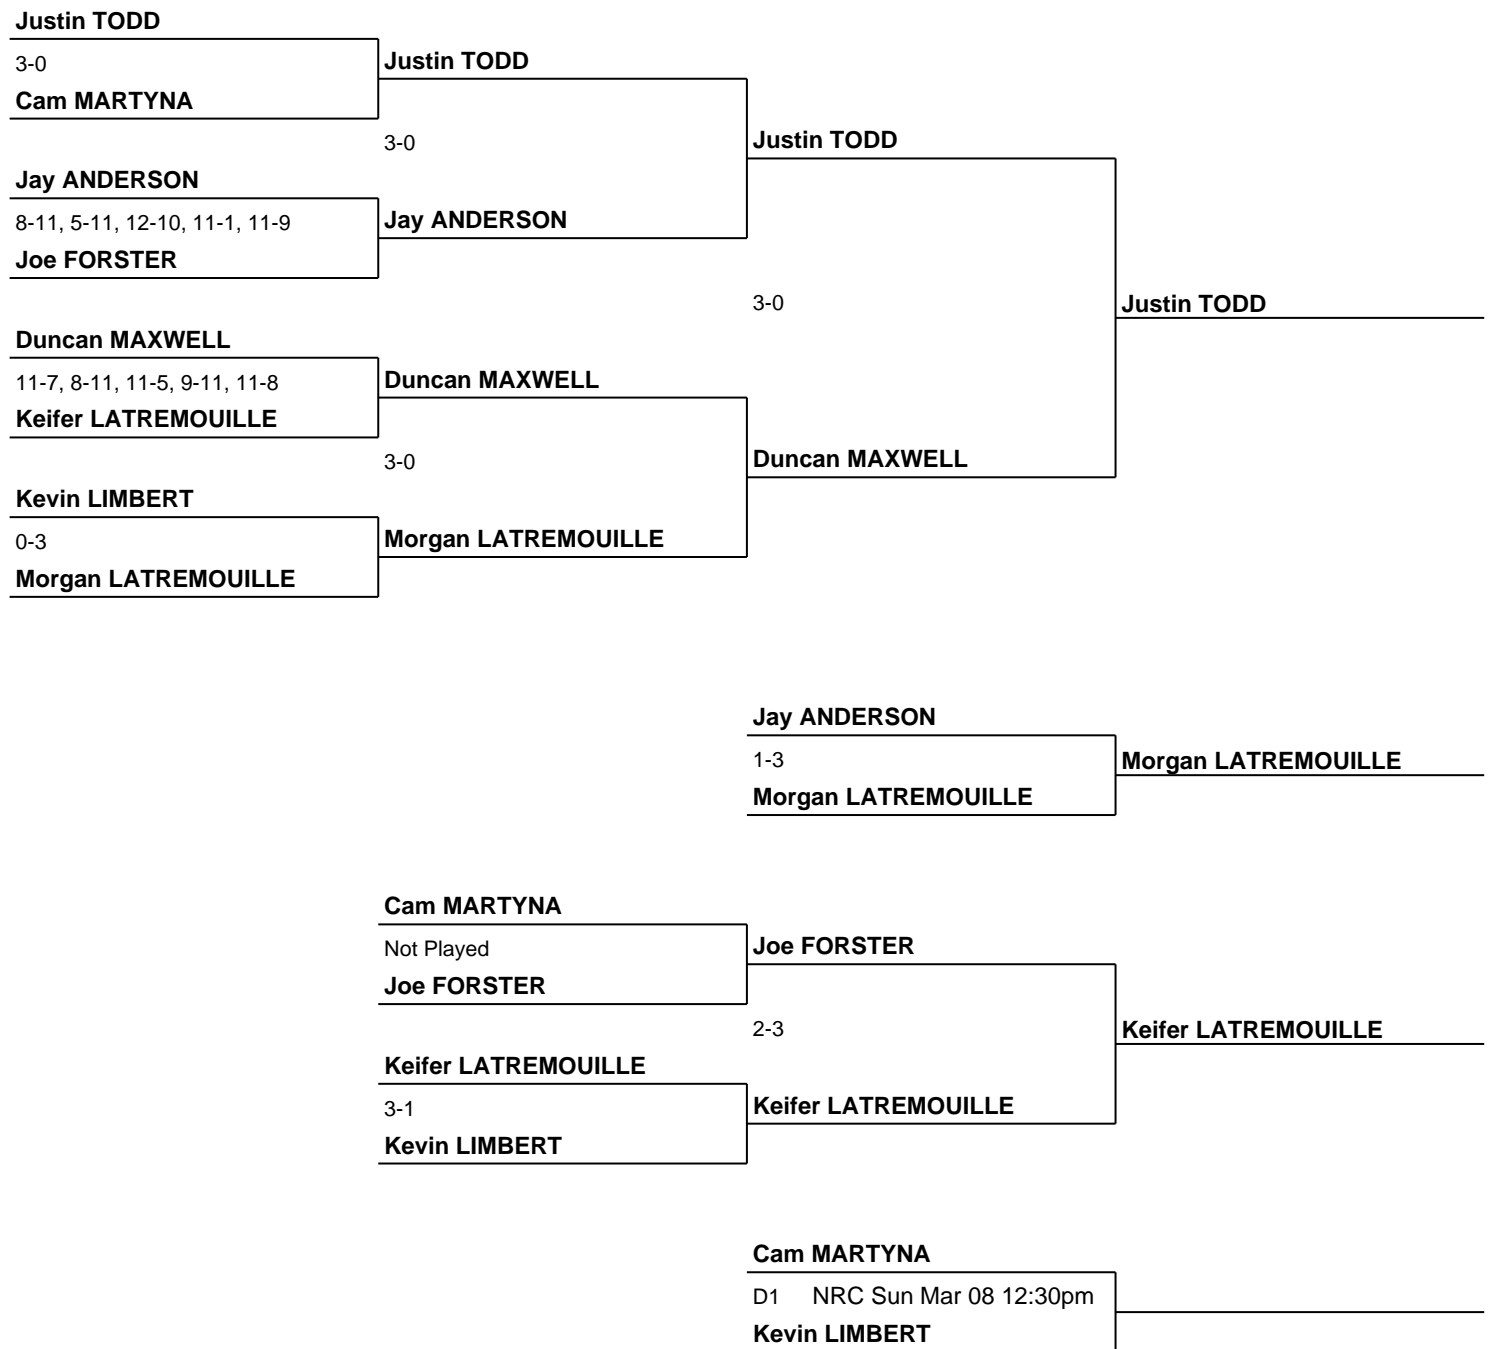 Justin TODD
3-0
Justin TODD
Cam MARTYNA
3-0
Justin TODD
Jay ANDERSON
8-11, 5-11, 12-10, 11-1, 11-9
Jay ANDERSON
Joe FORSTER
3-0
Justin TODD
Duncan MAXWELL
11-7, 8-11, 11-5, 9-11, 11-8
Duncan MAXWELL
Keifer LATREMOUILLE
3-0
Duncan MAXWELL
Kevin LIMBERT
0-3
Morgan LATREMOUILLE
Morgan LATREMOUILLE
Jay ANDERSON
1-3
Morgan LATREMOUILLE
Morgan LATREMOUILLE
Cam MARTYNA
Not Played
Joe FORSTER
Joe FORSTER
2-3
Keifer LATREMOUILLE
Keifer LATREMOUILLE
3-1
Keifer LATREMOUILLE
Kevin LIMBERT
Cam MARTYNA
D1 NRC Sun Mar 08 12:30pm
Kevin LIMBERT